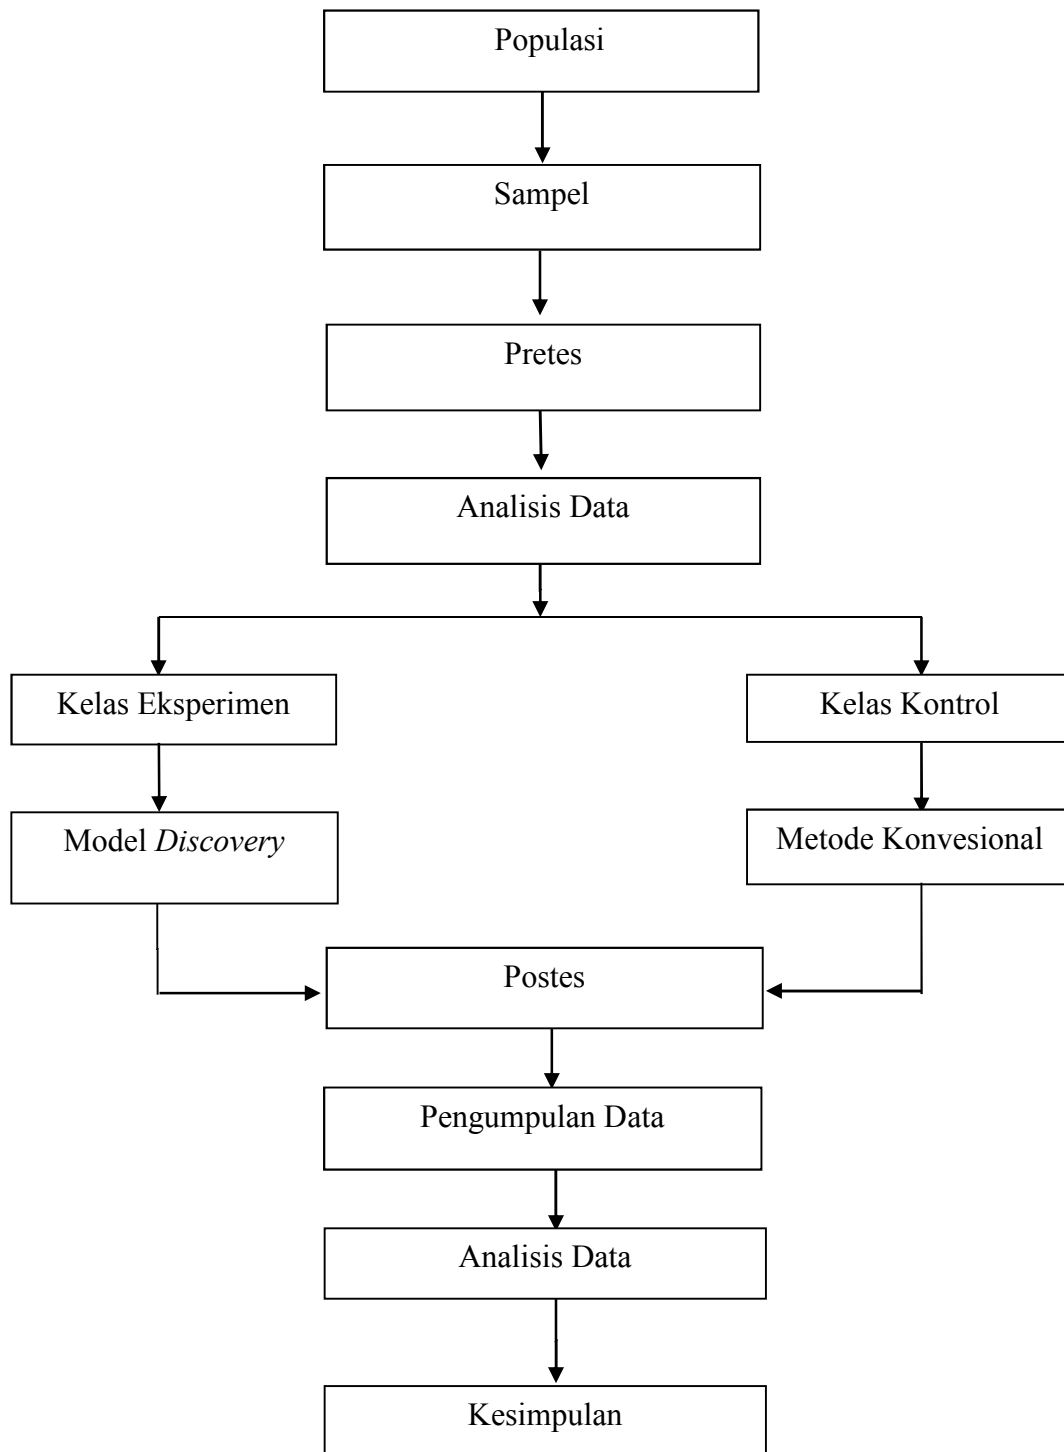 Populasi
Sampel
Pretes
Analisis Data
Kelas Eksperimen
Kelas Kontrol
Model Discovery
Metode Konvesional
Postes
Pengumpulan Data
Analisis Data
Kesimpulan